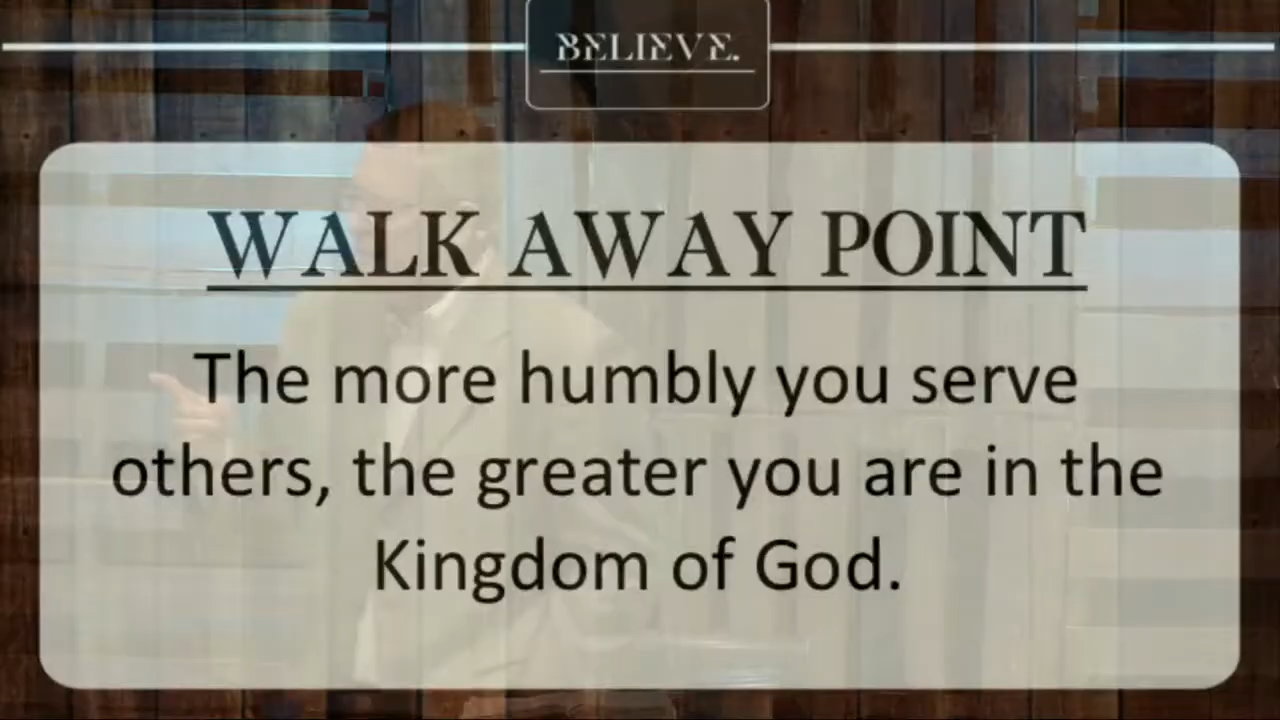 BELIEVE.
WALK AWAY POINT
The more humbly you serve
others, the greater you are in the
Kingdom of God.